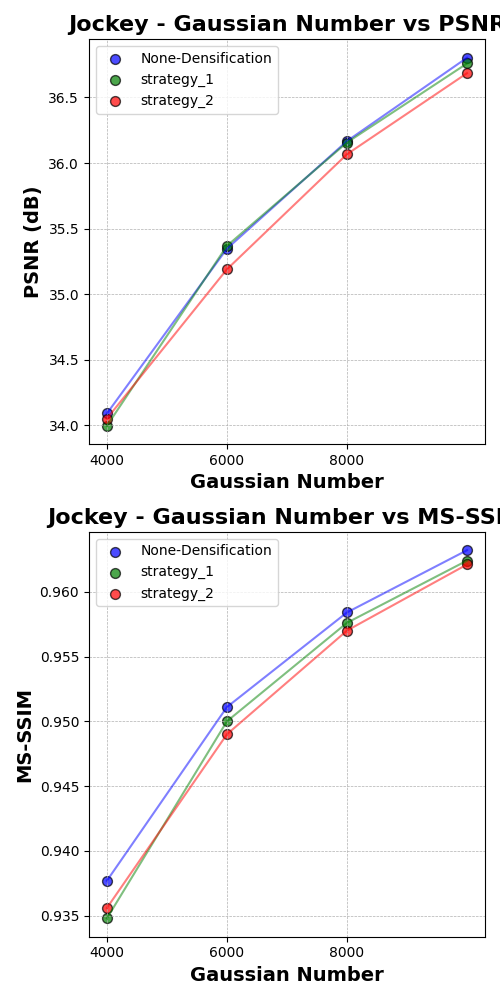 Jockey - Gaussian Number vs PSNR
None-Densification
strategy_1
strategy_2
PSNR (dB)
36.5
36.0
35.5
35.0
34.5
34.0
4000 6000 8000
Gaussian Number
Jockey - Gaussian Number vs MS-SSI
None-Densification
strategy_1
strategy_2
MS-SSIM
0.960
0.955
0.950
0.945
0.940
0.935
4000 6000 8000
Gaussian Number